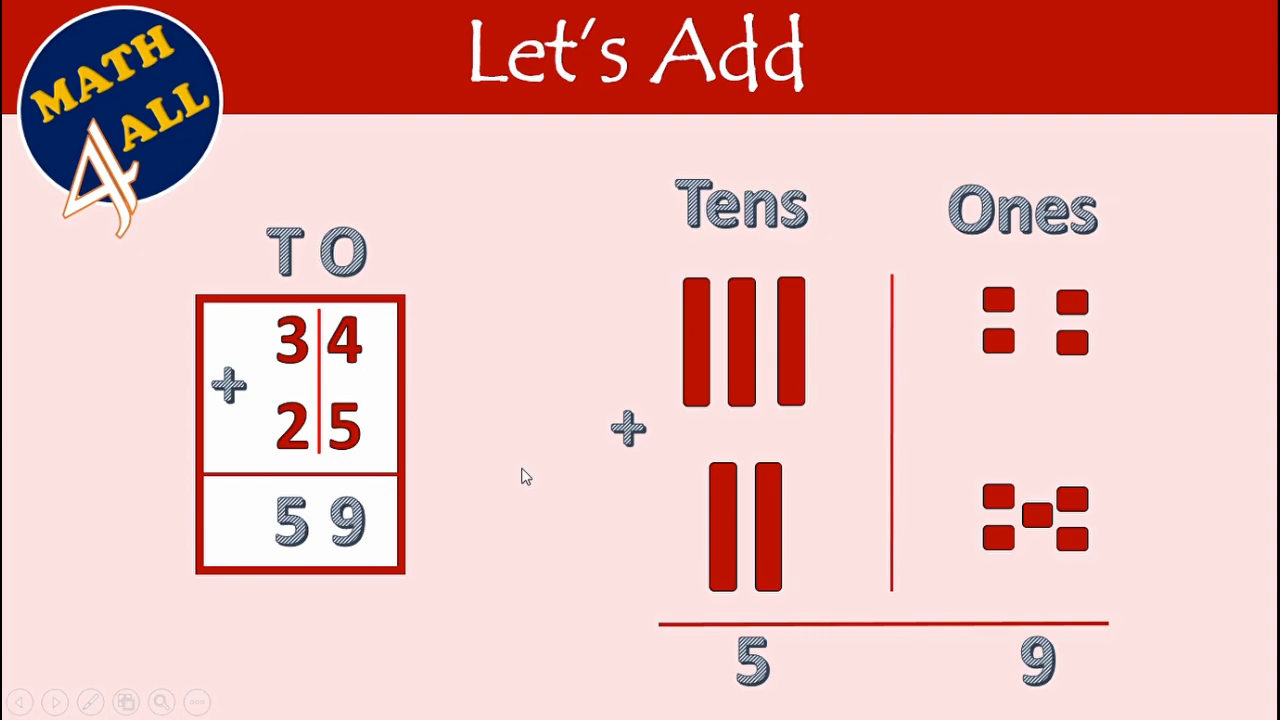 Let's Add
MATH
4 ALL
T O
3 4
+
2 5
5 9
Tens Ones
+
5 9